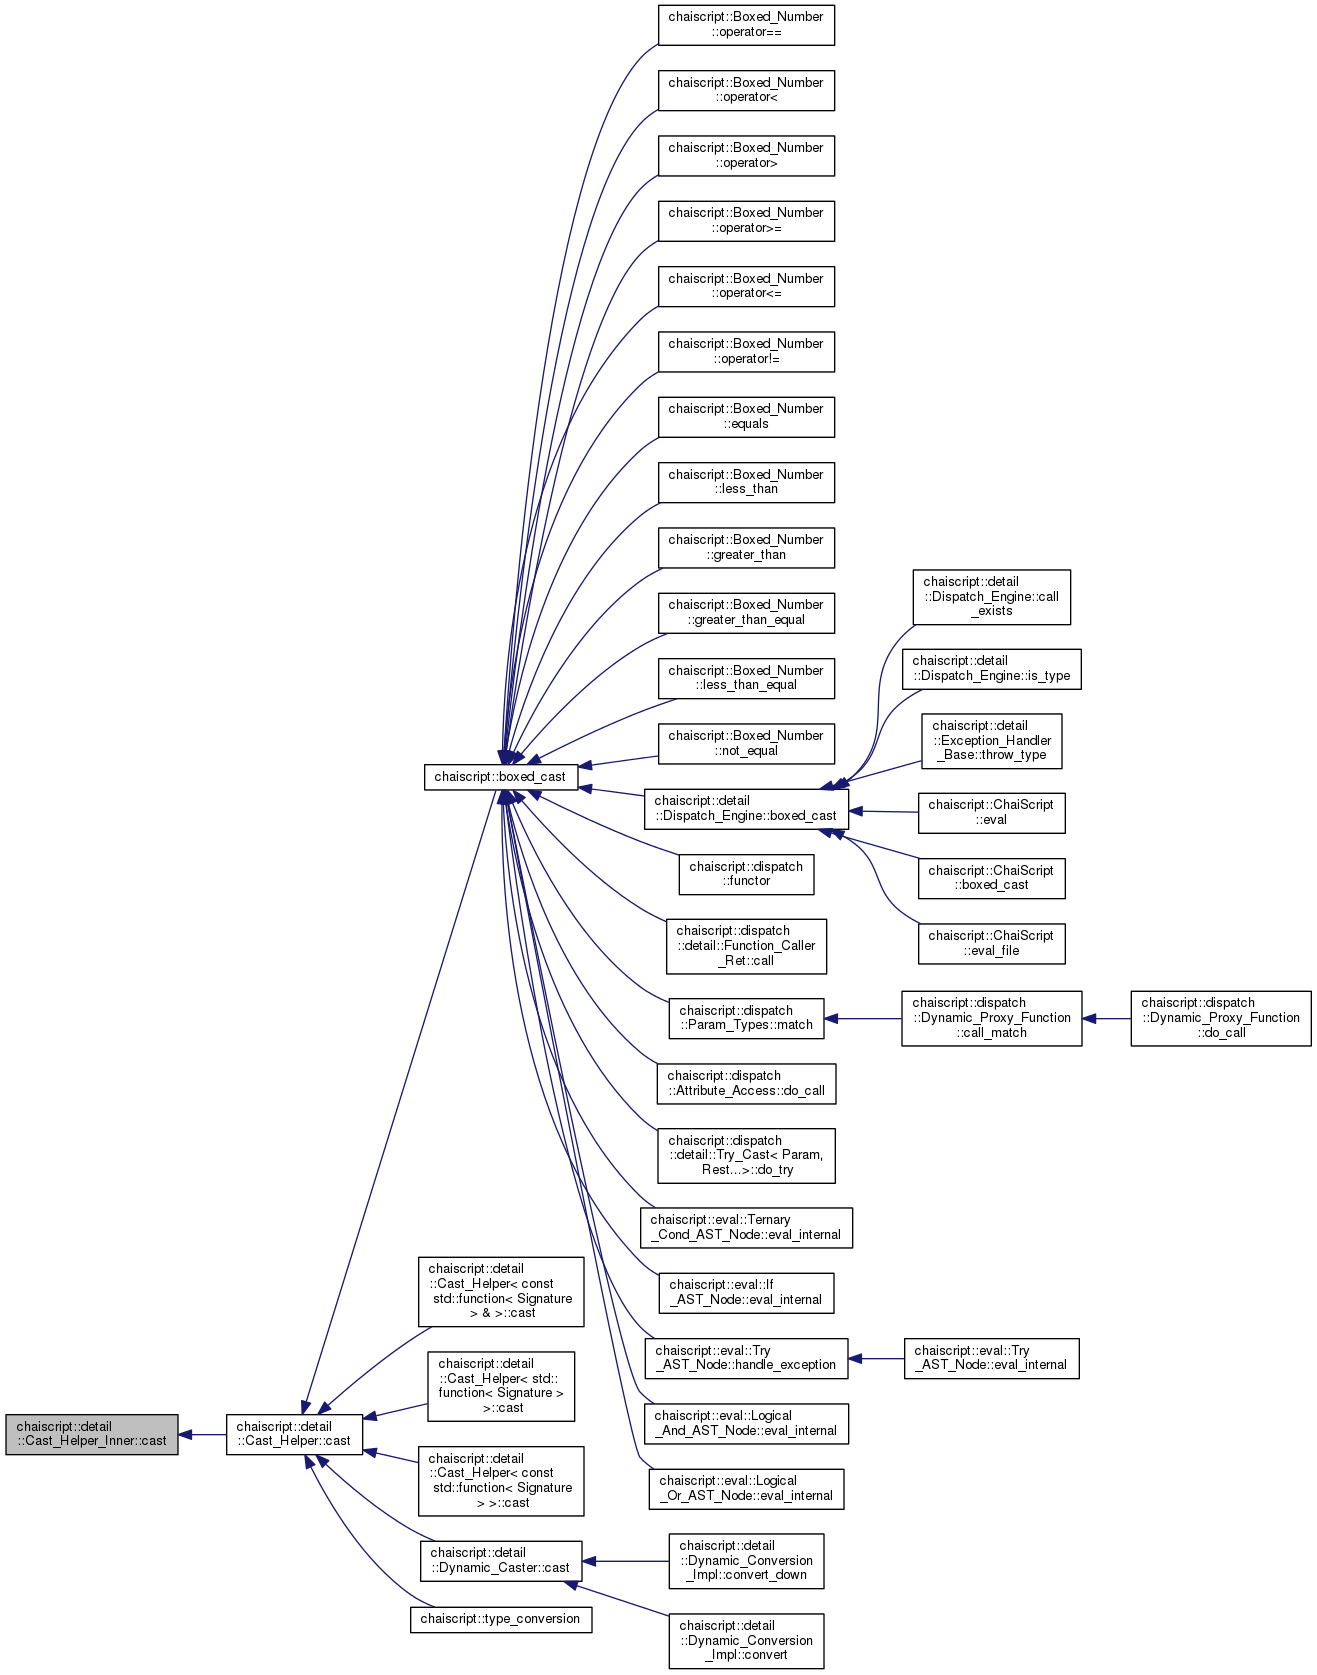 chaiscript::Boxed_Number
::operator==
chaiscript::Boxed_Number
::operator<
chaiscript::Boxed_Number
::operator>
chaiscript::Boxed_Number
::operator>=
chaiscript::Boxed_Number
::operator<=
chaiscript::Boxed_Number
::operator!=
chaiscript::Boxed_Number
::equals
chaiscript::Boxed_Number
::less_than
chaiscript::Boxed_Number
::greater_than
chaiscript::Boxed_Number
::greater_than_equal
chaiscript::Boxed_Number
::less_than_equal
chaiscript::Boxed_Number
::not_equal
chaiscript::boxed_cast
chaiscript::detail
::Dispatch_Engine::boxed_cast
chaiscript::detail
::Dispatch_Engine::call
_exists
chaiscript::detail
::Dispatch_Engine::is_type
chaiscript::detail
::Exception_Handler
_Base::throw_type
chaiscript::ChaiScript
::eval
chaiscript::ChaiScript
::boxed_cast
chaiscript::ChaiScript
::eval_file
chaiscript::dispatch
::functor
chaiscript::dispatch
::detail::Function_Caller
_Ret::call
chaiscript::dispatch
::Param_Types::match
chaiscript::dispatch
::Dynamic_Proxy_Function
::call_match
chaiscript::dispatch
::Dynamic_Proxy_Function
::do_call
chaiscript::dispatch
::Attribute_Access::do_call
chaiscript::dispatch
::detail::Try_Cast< Param,
Rest...>::do_try
chaiscript::eval::Ternary
_Cond_AST_Node::eval_internal
chaiscript::eval::If
_AST_Node::eval_internal
chaiscript::eval::Try
_AST_Node::handle_exception
chaiscript::eval::Try
_AST_Node::eval_internal
chaiscript::eval::Logical
_And_AST_Node::eval_internal
chaiscript::eval::Logical
_Or_AST_Node::eval_internal
chaiscript::detail
::Cast_Helper< const
std::function< Signature
> & >::cast
chaiscript::detail
::Cast_Helper< std::
function< Signature >
>::cast
chaiscript::detail
::Cast_Helper_Inner::cast
chaiscript::detail
::Cast_Helper::cast
chaiscript::detail
::Cast_Helper< const
std::function< Signature
> >::cast
chaiscript::detail
::Dynamic_Caster::cast
chaiscript::detail
::Dynamic_Conversion
_Impl::convert_down
chaiscript::detail
::Dynamic_Conversion
_Impl::convert
chaiscript::type_conversion